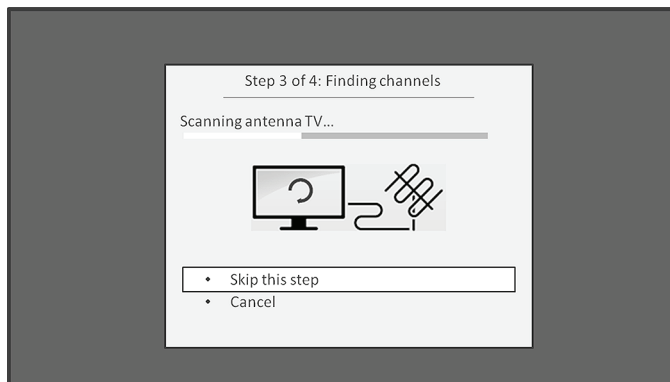 Step 3 of 4: Finding channels
Scanning antenna TV...
Skip this step
Cancel